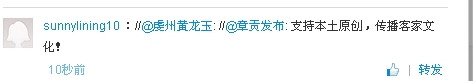 sunnylining10：//@虔州黄龙玉: //@章贡发布: 支持本土原创，传播客家文
化！
10秒前 | 转发